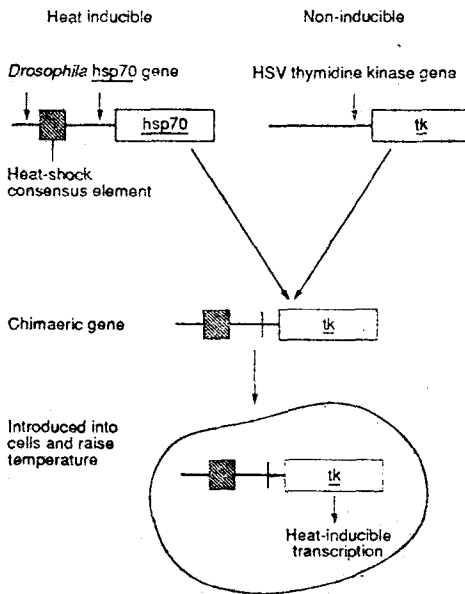 Heat inducible
Non-inducible
Drosophila hsp70 gene
HSV thymidine kinase gene
hsp70
tk
Heat-shock
consensus element
Chimaeric gene
tk
Introduced into
cells and raise
temperature
tk
Heat-inducible
transcription